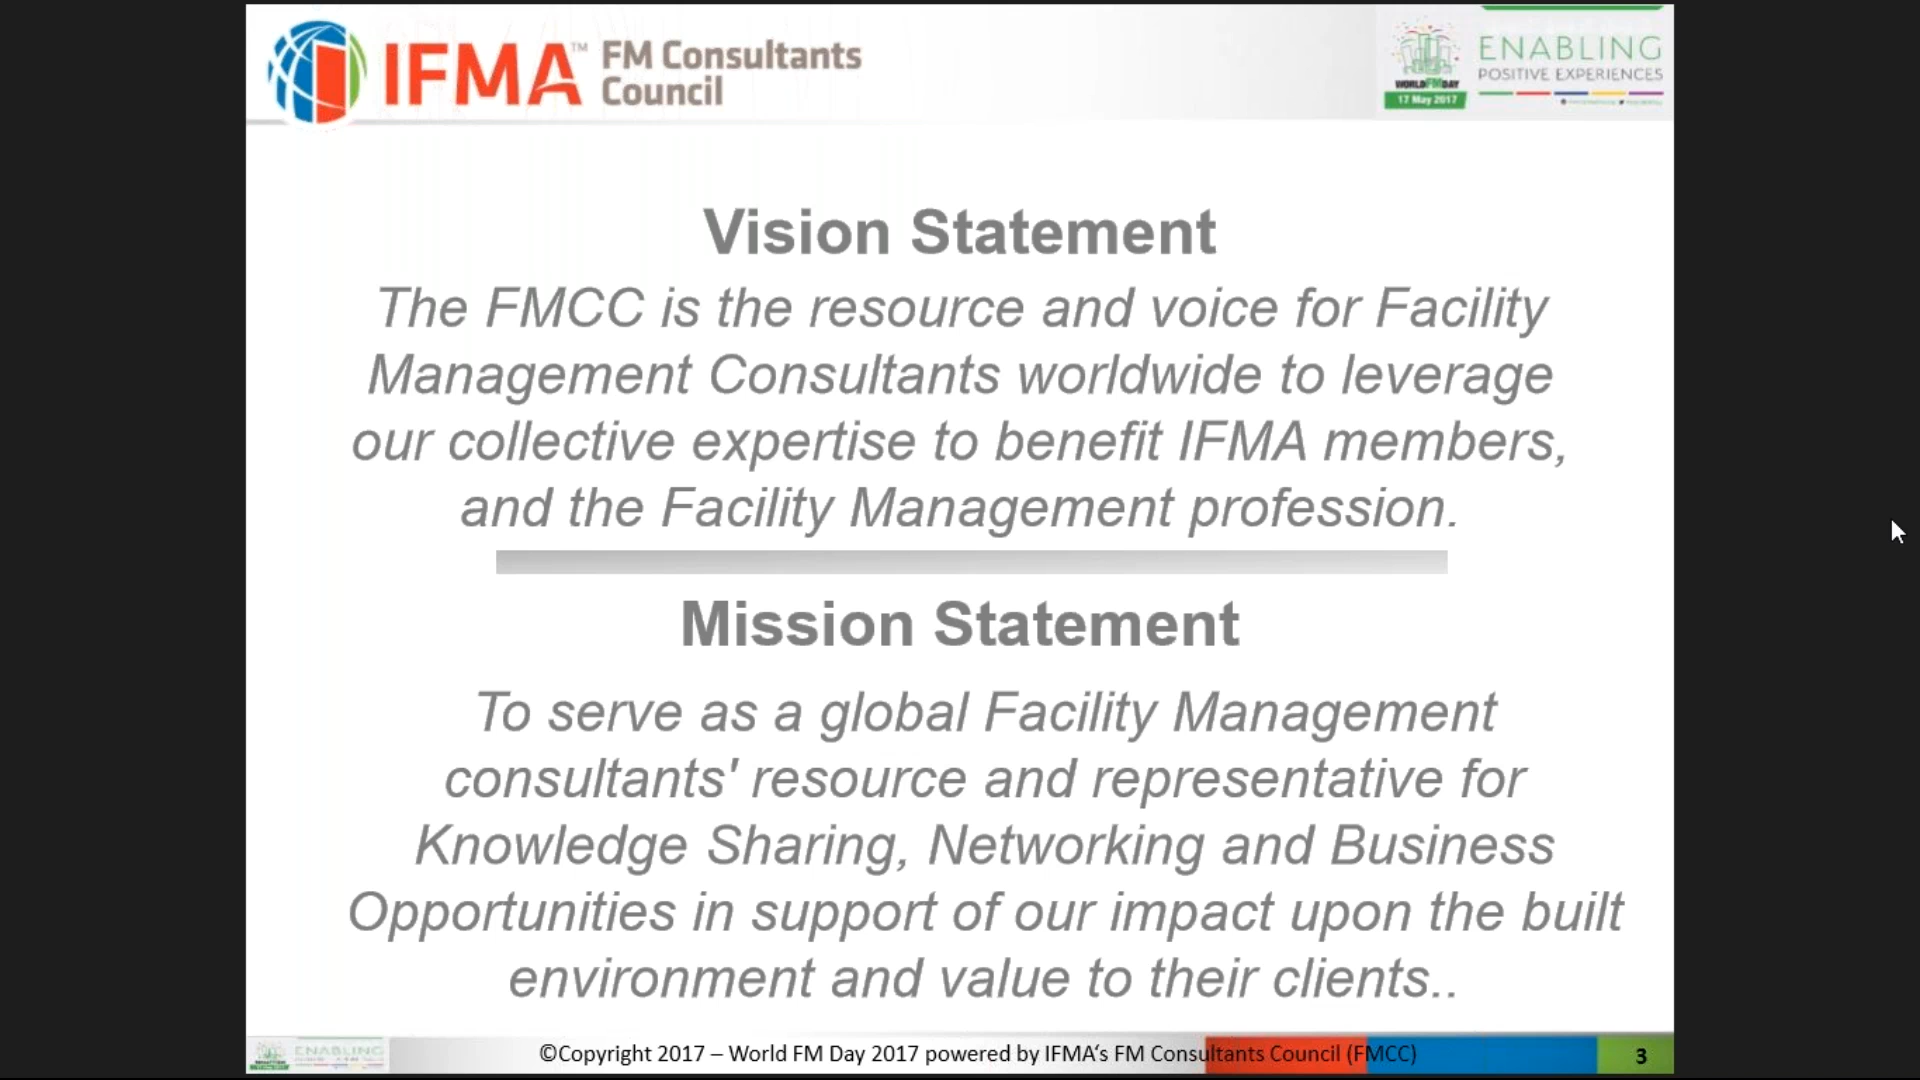 IFMA™ FM Consultants
Council
ENABLING
POSITIVE EXPERIENCES
WORLDFMDAY
17 May 2017
Vision Statement
The FMCC is the resource and voice for Facility
Management Consultants worldwide to leverage
our collective expertise to benefit IFMA members,
and the Facility Management profession.
Mission Statement
To serve as a global Facility Management
consultants' resource and representative for
Knowledge Sharing, Networking and Business
Opportunities in support of our impact upon the built
environment and value to their clients..
ENABLING
©Copyright 2017 – World FM Day 2017 powered by IFMA‘s FM Consultants Council (FMCC)
3